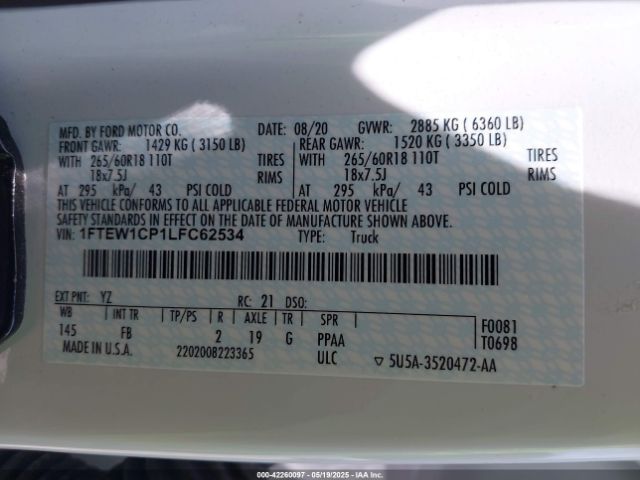 MFD. BY FORD MOTOR CO. DATE: 08/20 GVWR: 2885 KG ( 6360 LB)
FRONT GAWR: 1429 KG ( 3150 LB) REAR GAWR: 1520 KG ( 3350 LB)
WITH 265/60R18 110T TIRES WITH 265/60R18 110T TIRES
18x7.5J RIMS 18x7.5J RIMS
AT 295 kPa/ 43 PSI COLD AT 295 kPa/ 43 PSI COLD
THIS VEHICLE CONFORMS TO ALL APPLICABLE FEDERAL MOTOR VEHICLE
SAFETY STANDARDS IN EFFECT ON THE DATE OF MANUFACTURE SHOWN ABOVE.
VIN: 1FTEW1CP1LFC62534 TYPE: Truck
EXT PNT: YZ RC: 21 DSO:
WB INT TR TP/PS R AXLE TR SPR F0081
145 FB 2 19 G PPAA T0698
MADE IN U.S.A. 2202008223365 ULC 5U5A-3520472-AA
000-42260097 - 05/19/2025 - IAA Inc.